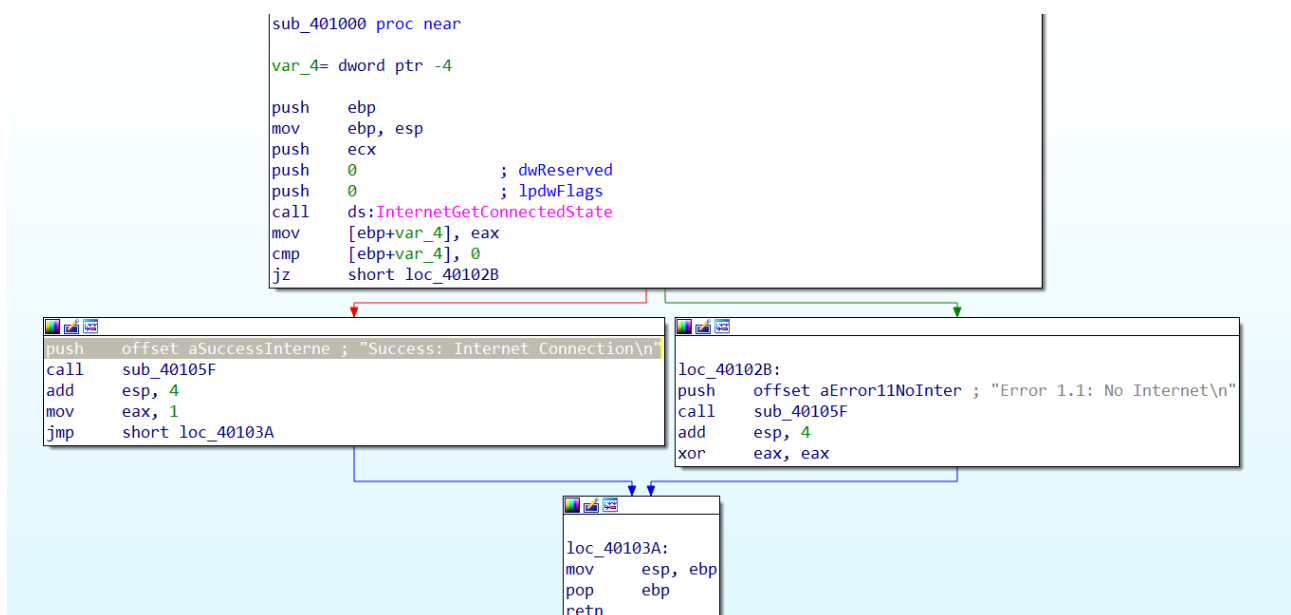 sub_401000 proc near
var_4= dword ptr -4
push ebp
mov ebp, esp
push ecx
push 0 ; dwReserved
push 0 ; lpdwFlags
call ds:InternetGetConnectedState
mov [ebp+var_4], eax
cmp [ebp+var_4], 0
jz short loc_40102B
push offset aSuccessInterne ; "Success: Internet Connection\n"
call sub_40105F
add esp, 4
mov eax, 1
jmp short loc_40103A
loc_40102B:
push offset aError11NoInter ; "Error 1.1: No Internet\n"
call sub_40105F
add esp, 4
xor eax, eax
loc_40103A:
mov esp, ebp
pop ebp
retn